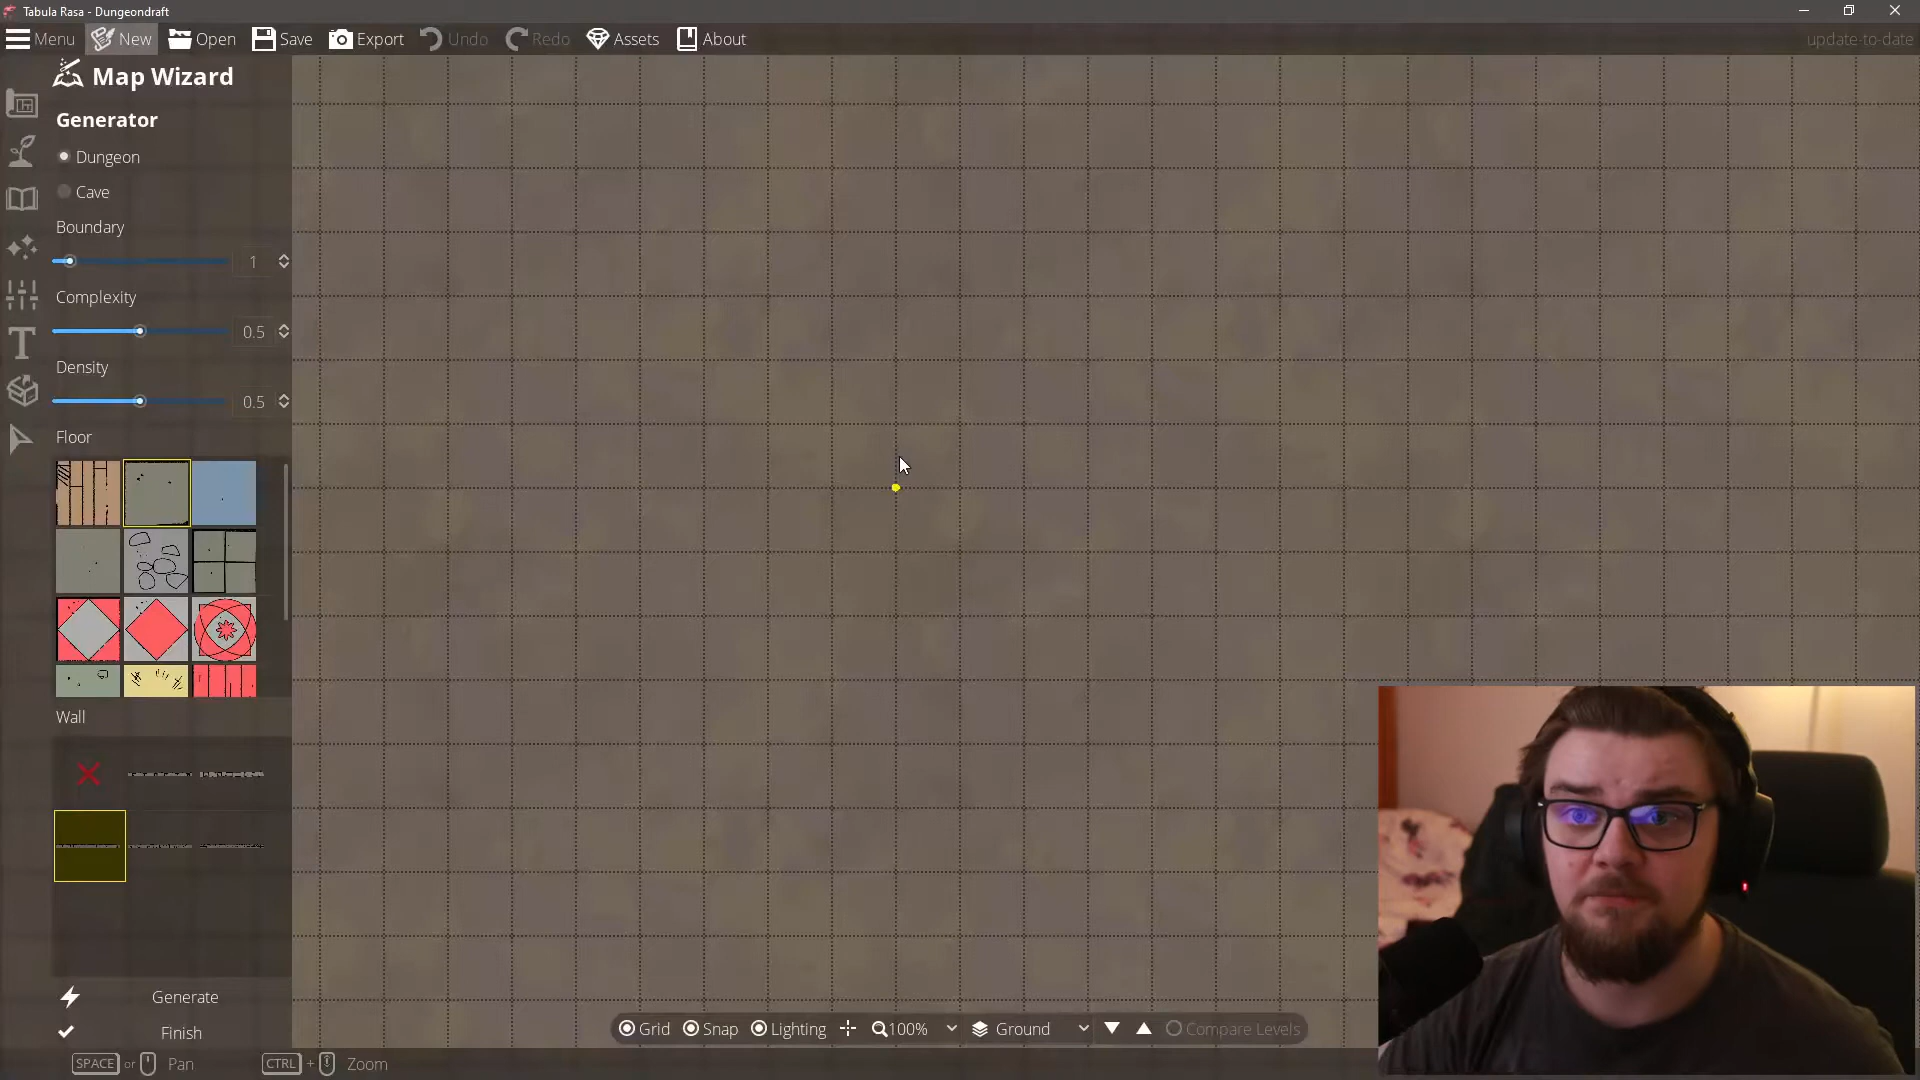 Tabula Rasa - Dungeondraft
Menu New Open Save Export Undo Redo Assets About update-to-date
Map Wizard
Generator
Dungeon
Cave
Boundary
1
Complexity
0.5
Density
0.5
Floor
Wall
Generate
Finish
Grid Snap Lighting 100% Ground Compare Levels
SPACE or Pan CTRL + Zoom